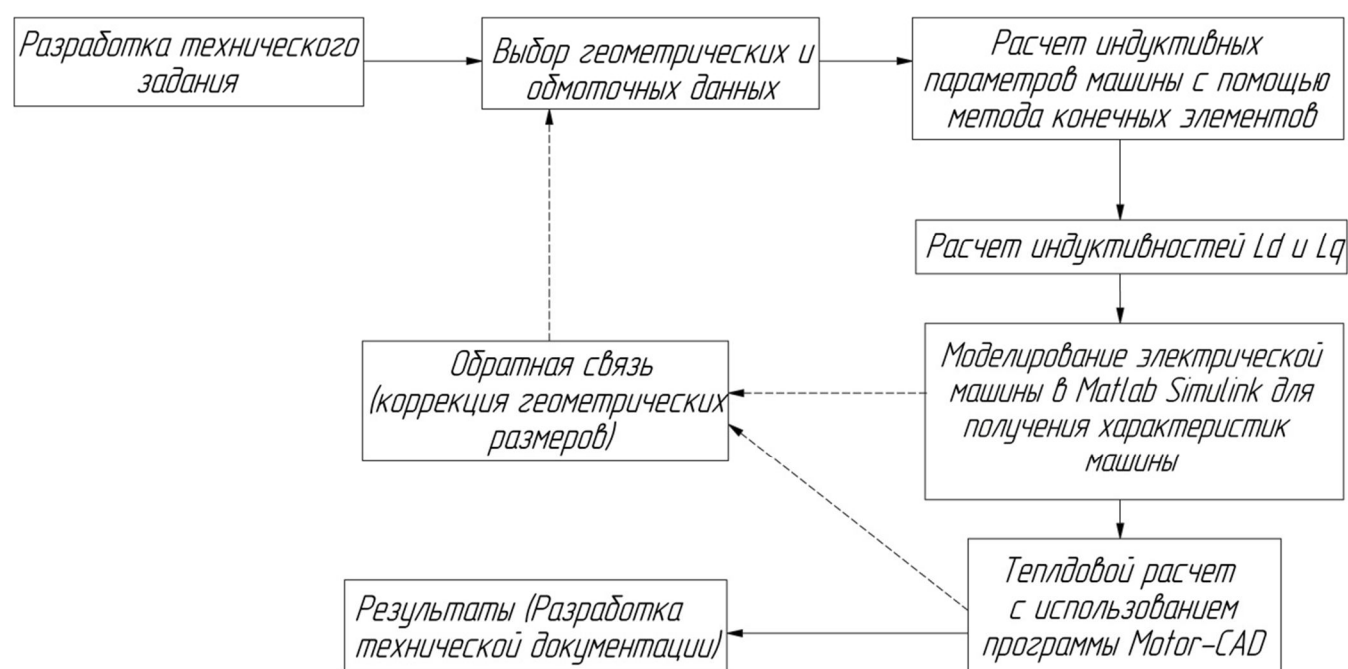 Разработка технического
задания
Выбор геометрических и
обмоточных данных
Расчет индуктивных
параметров машины с помощью
метода конечных элементов
Расчет индуктивностей Ld и Lq
Обратная связь
(коррекция геометрических
размеров)
Моделирование электрической
машины в Matlab Simulink для
получения характеристик
машины
Теплдовой расчет
с использованием
программы Motor-CAD
Результаты (Разработка
технической документации)